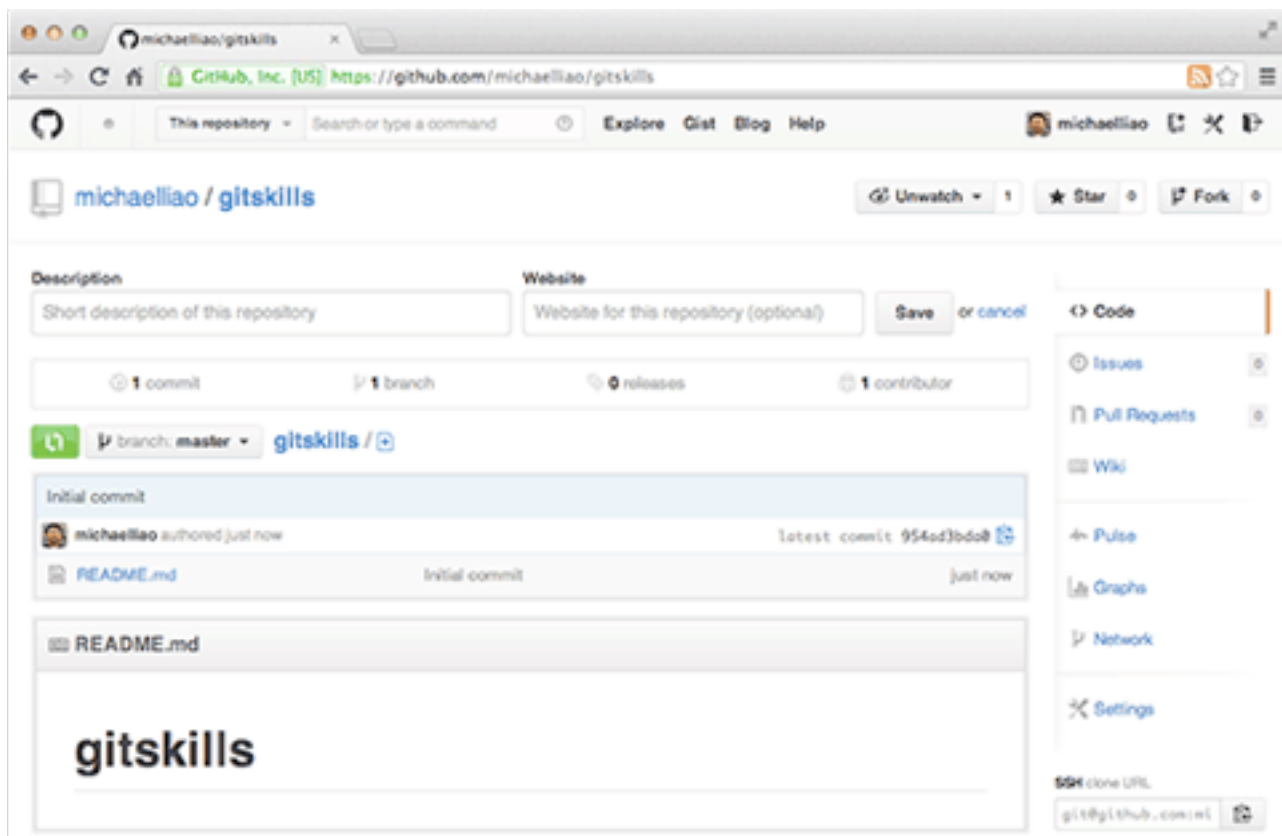 michaelliao/gitskills
GitHub, Inc. [US] https://github.com/michaelliao/gitskills
This repository Search or type a command Explore Gist Blog Help michaelliao
michaelliao / gitskills Unwatch 1 Star 0 Fork 0
Description Website
Short description of this repository Website for this repository (optional) Save or cancel
1 commit 1 branch 0 releases 1 contributor
branch: master gitskills /
Initial commit
michaelliao authored just now latest commit 954ad3bda0
README.md Initial commit just now
README.md
gitskills
Code
Issues 0
Pull Requests 0
Wiki
Pulse
Graphs
Network
Settings
SSH clone URL
git@github.com:mi